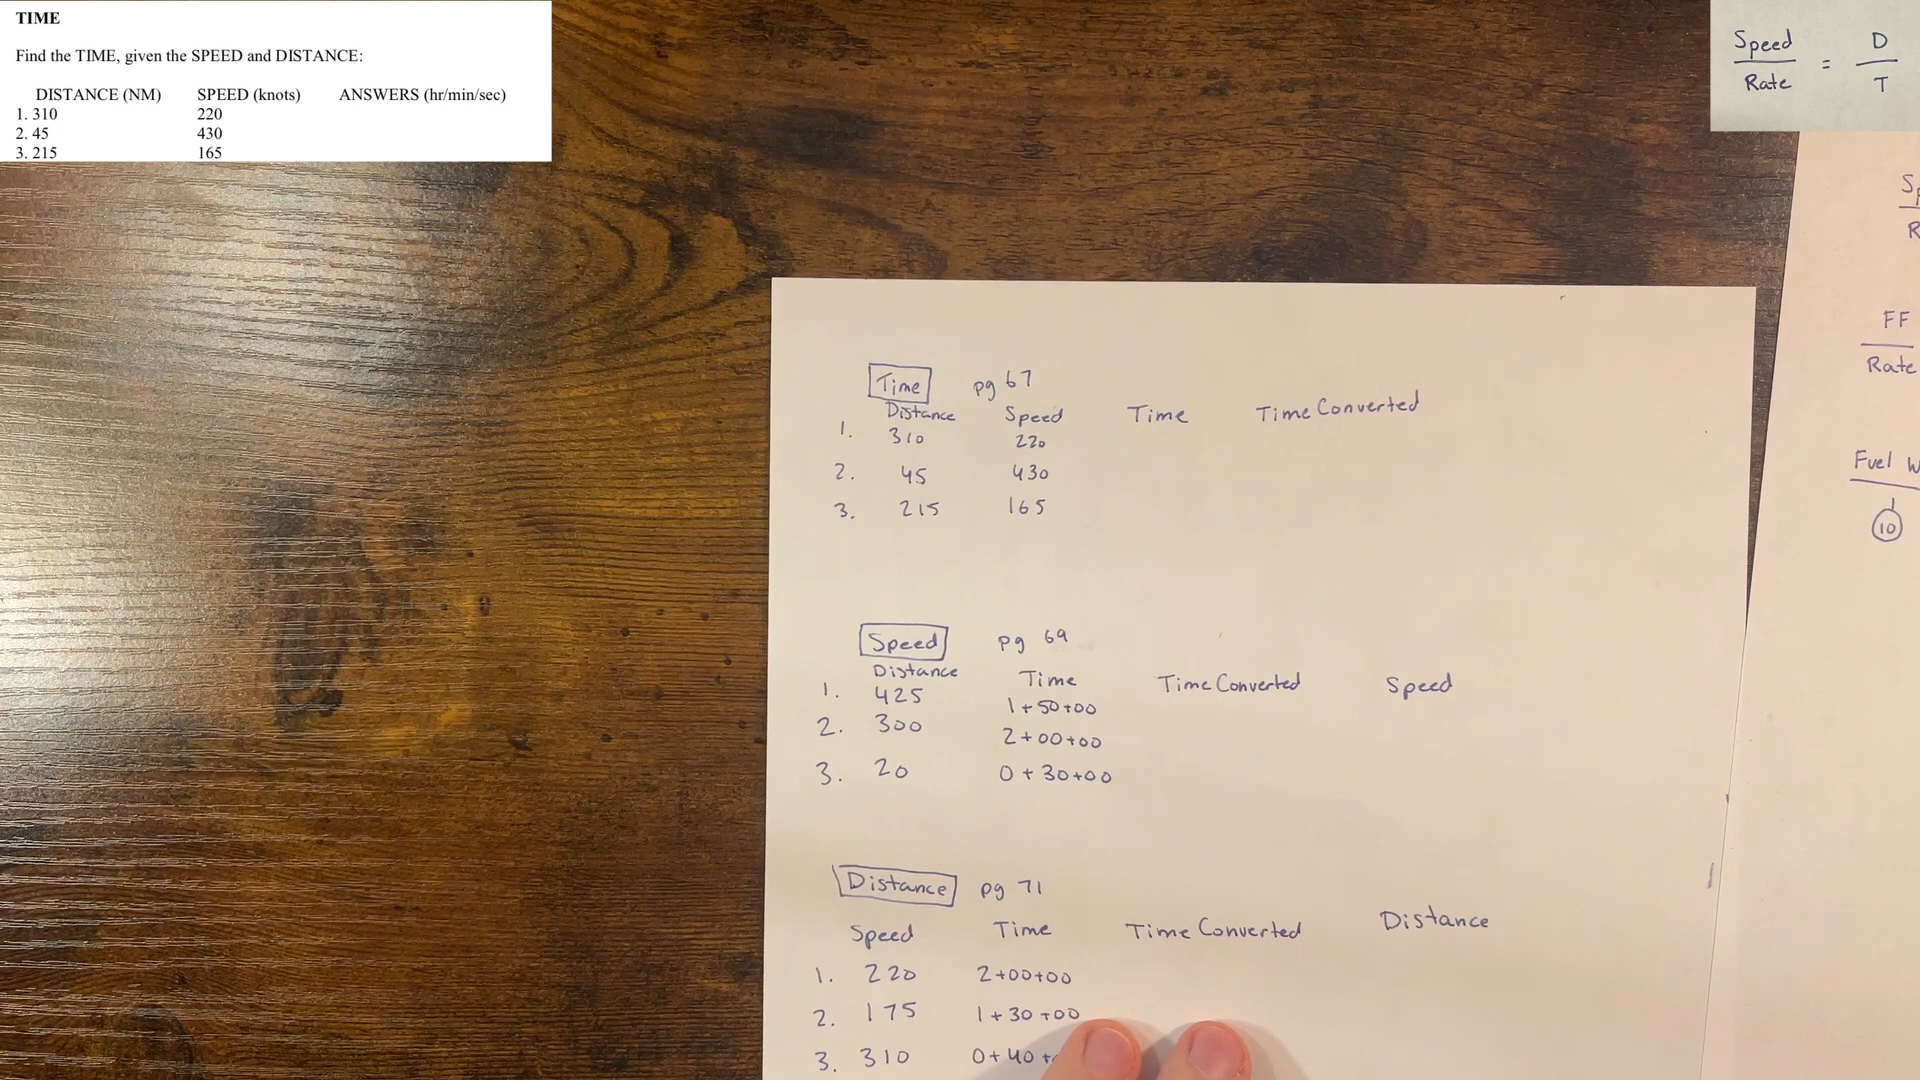 TIME
Find the TIME, given the SPEED and DISTANCE:
DISTANCE (NM) SPEED (knots) ANSWERS (hr/min/sec)
1. 310 220
2. 45 430
3. 215 165
Speed = D
Rate T
Time pg 67
Distance Speed Time Time Converted
1. 310 220
2. 45 430
3. 215 165
Speed pg 69
Distance Time Time Converted Speed
1. 425 1+50+00
2. 300 2+00+00
3. 20 0+30+00
Distance pg 71
Speed Time Time Converted Distance
1. 220 2+00+00
2. 175 1+30+00
3. 310 0+40+
FF
Rate
Fuel
10